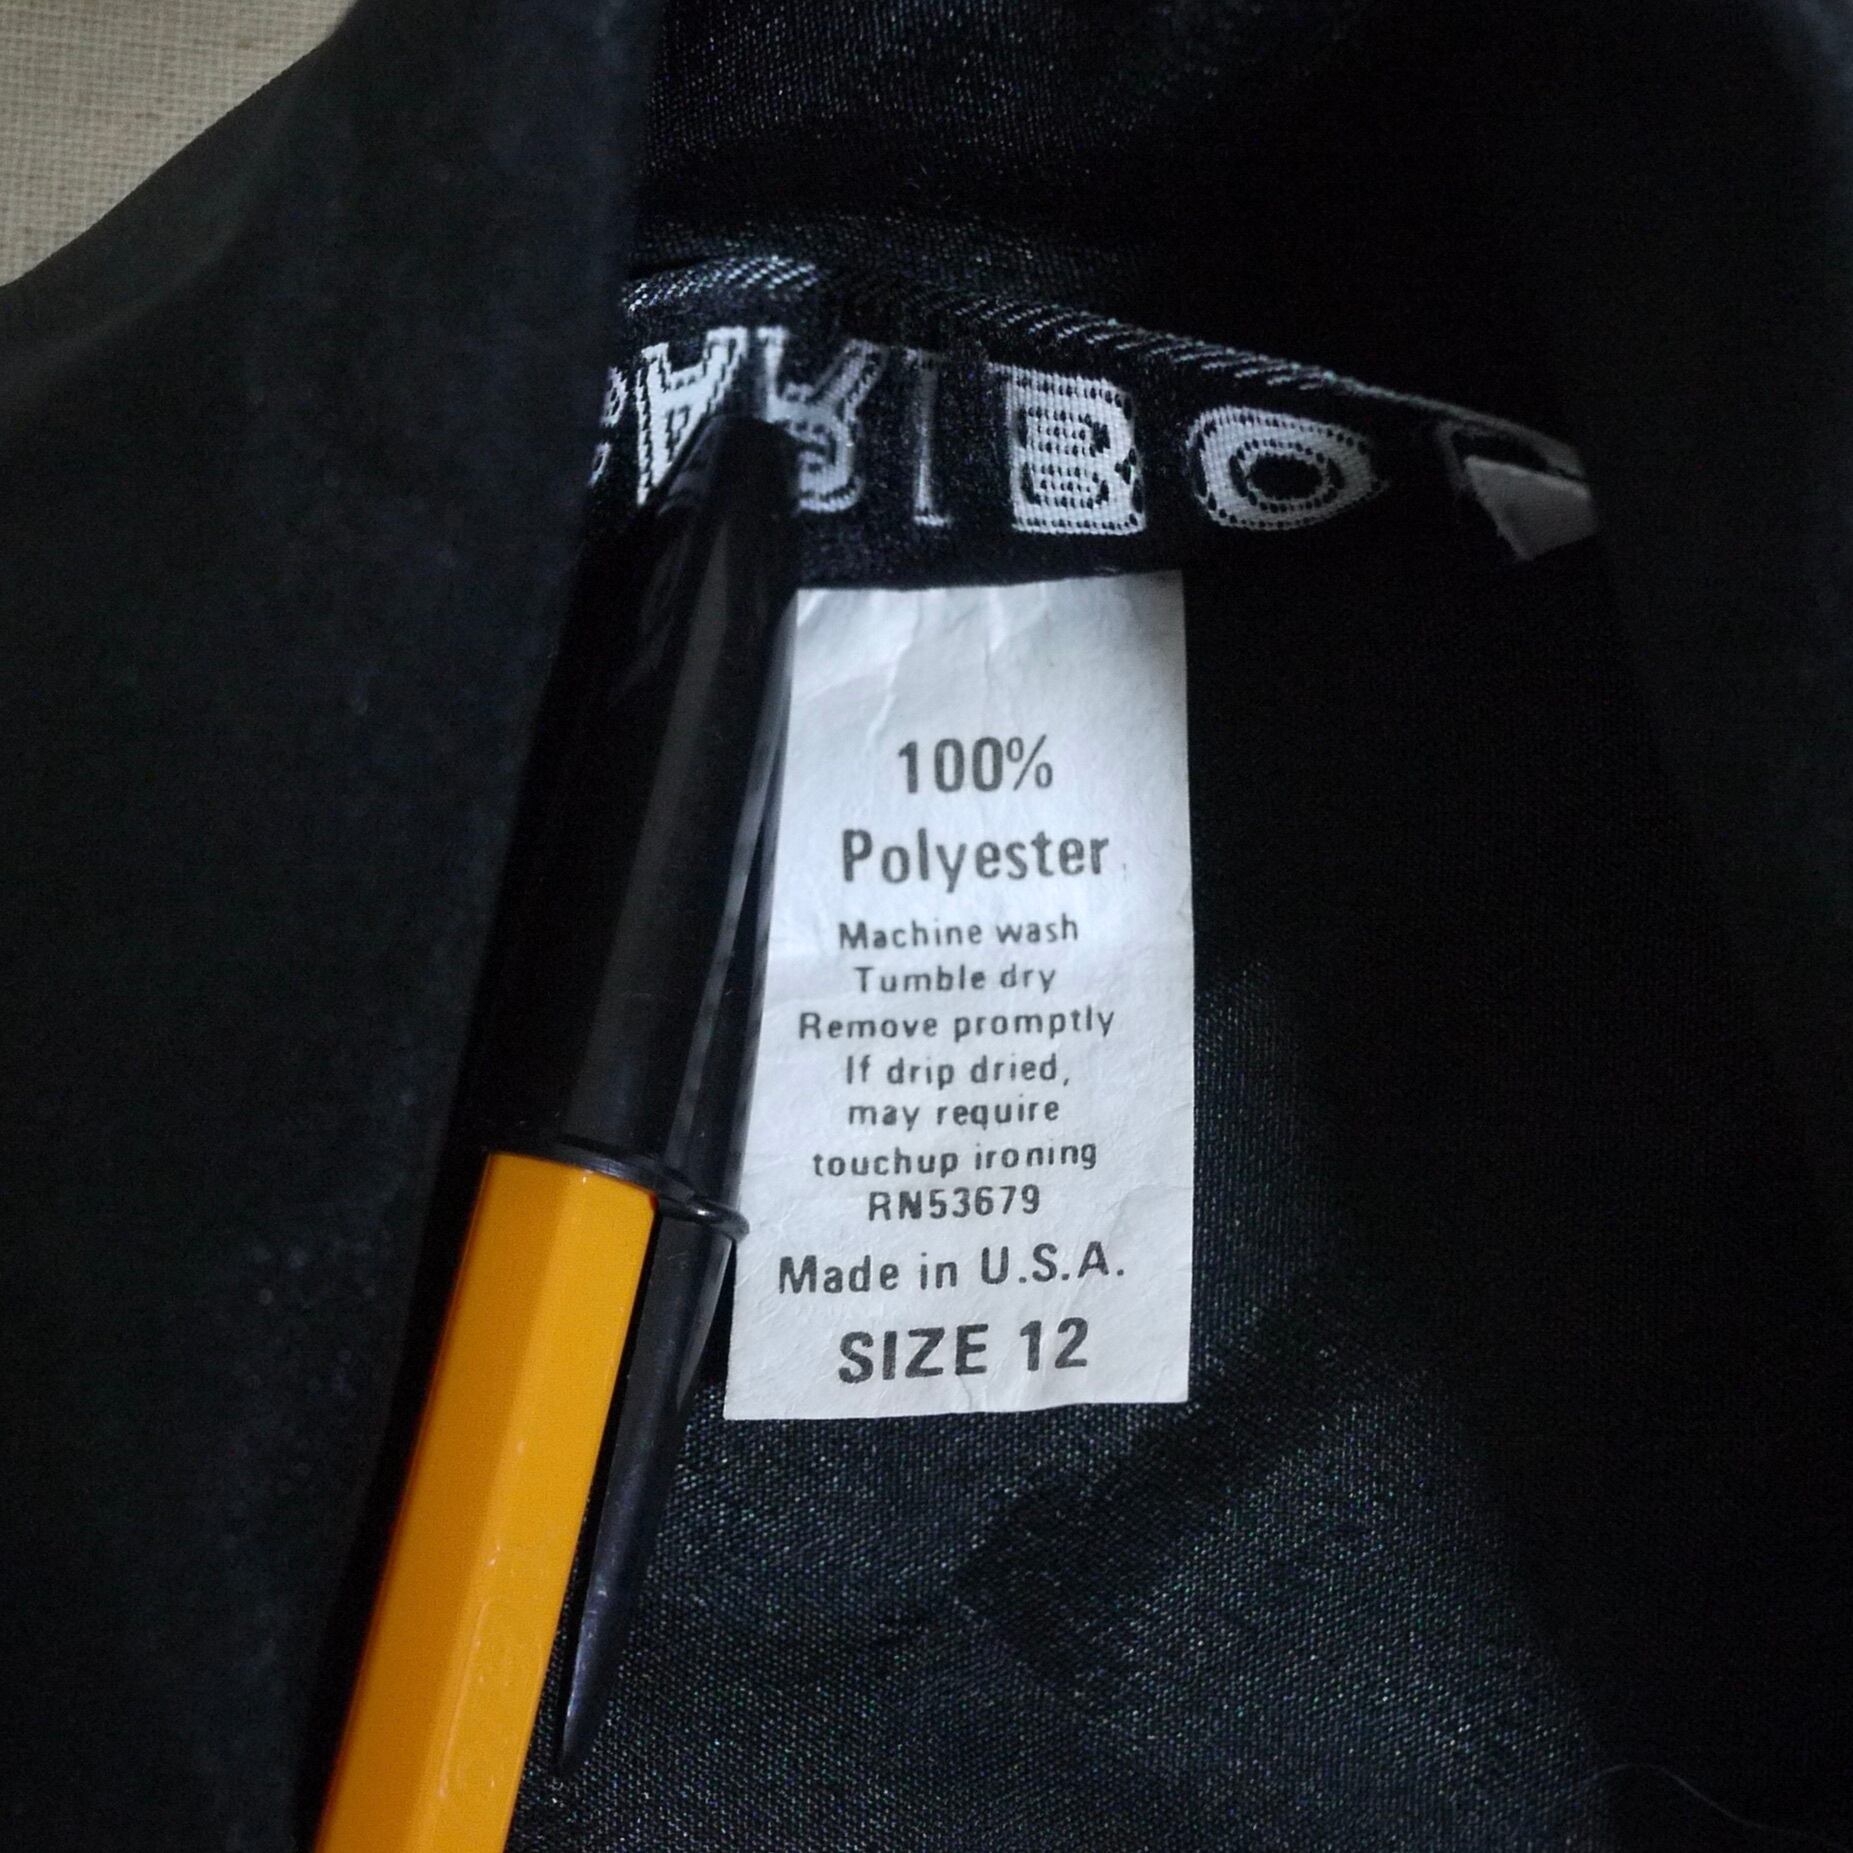 100%
Polyester
Machine wash
Tumble dry
Remove promptly
If drip dried,
may require
touchup ironing
RN53679
Made in U.S.A.
SIZE 12